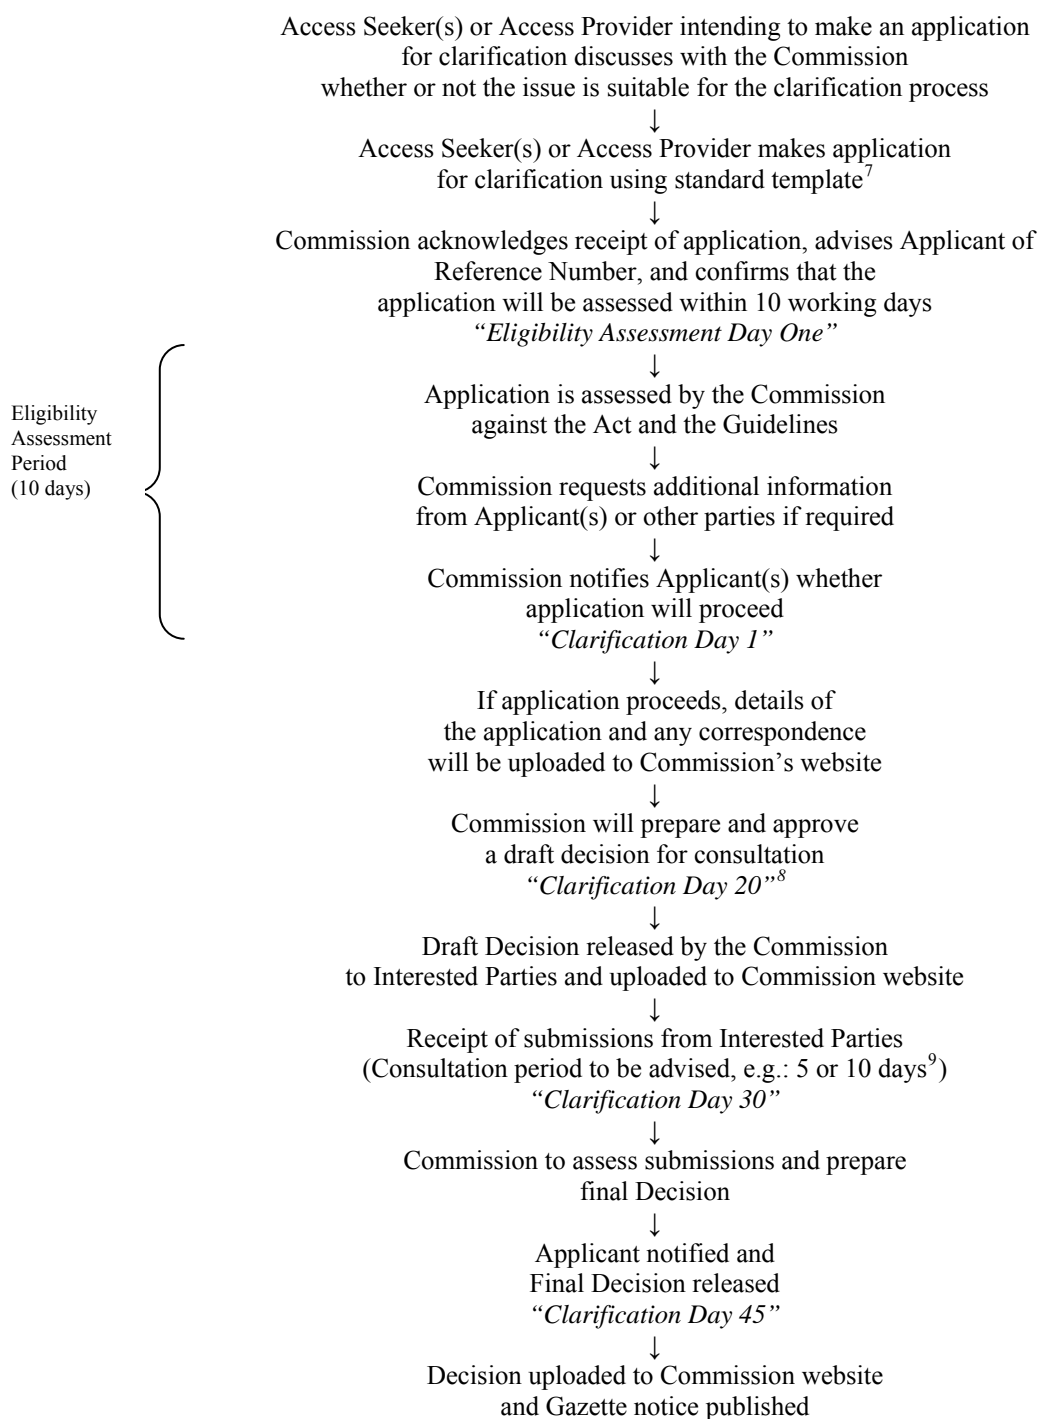 Access Seeker(s) or Access Provider intending to make an application
for clarification discusses with the Commission
whether or not the issue is suitable for the clarification process
↓
Access Seeker(s) or Access Provider makes application
for clarification using standard template⁷
↓
Commission acknowledges receipt of application, advises Applicant of
Reference Number, and confirms that the
application will be assessed within 10 working days
“Eligibility Assessment Day One”
↓
Eligibility
Assessment
Period
(10 days)
Application is assessed by the Commission
against the Act and the Guidelines
↓
Commission requests additional information
from Applicant(s) or other parties if required
↓
Commission notifies Applicant(s) whether
application will proceed
“Clarification Day 1”
↓
If application proceeds, details of
the application and any correspondence
will be uploaded to Commission’s website
↓
Commission will prepare and approve
a draft decision for consultation
“Clarification Day 20”⁸
↓
Draft Decision released by the Commission
to Interested Parties and uploaded to Commission website
↓
Receipt of submissions from Interested Parties
(Consultation period to be advised, e.g.: 5 or 10 days⁹)
“Clarification Day 30”
↓
Commission to assess submissions and prepare
final Decision
↓
Applicant notified and
Final Decision released
“Clarification Day 45”
↓
Decision uploaded to Commission website
and Gazette notice published